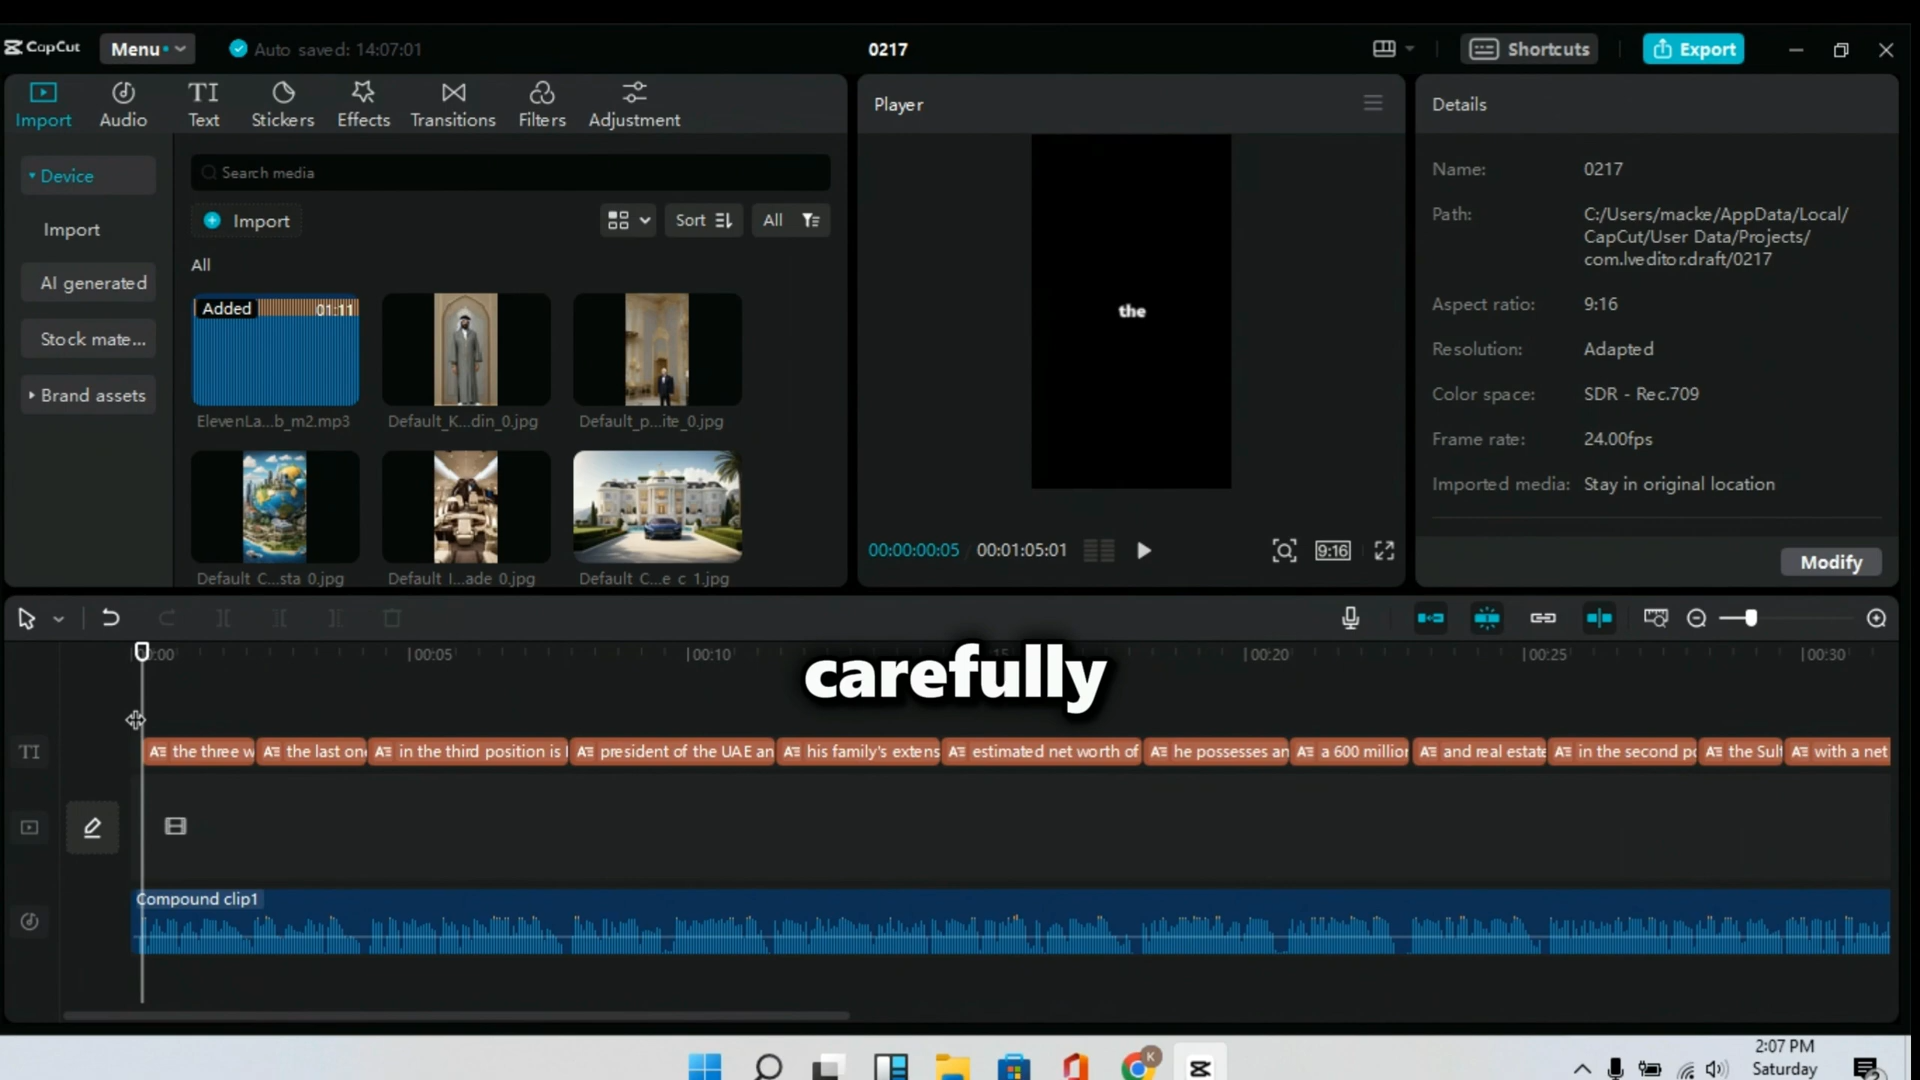 CapCut
Menu
Auto saved: 14:07:01
0217
Shortcuts
Export
Import
Audio
TI
Text
Stickers
Effects
Transitions
Filters
Adjustment
Device
Import
AI generated
Stock mate...
Brand assets
Search media
Import
Sort
All
All
Added
01:11
ElevenLa...b_m2.mp3
Default_K...din_0.jpg
Default_p...ite_0.jpg
Default_C...sta_0.jpg
Default_I...ade_0.jpg
Default_C...e_c_1.jpg
Player
the
00:00:00:05
00:01:05:01
9:16
Details
Name: 0217
Path: C:/Users/macke/AppData/Local/
CapCut/User Data/Projects/
com.lveditor.draft/0217
Aspect ratio: 9:16
Resolution: Adapted
Color space: SDR - Rec.709
Frame rate: 24.00fps
Imported media: Stay in original location
Modify
00:05
00:10
00:20
00:25
00:30
carefully
TI
the three w
the last on
in the third position is
president of the UAE an
his family's extens
estimated net worth of
he possesses an
a 600 million
and real estate
in the second po
the Sul
with a net
Compound clip1
K
2:07 PM
Saturday